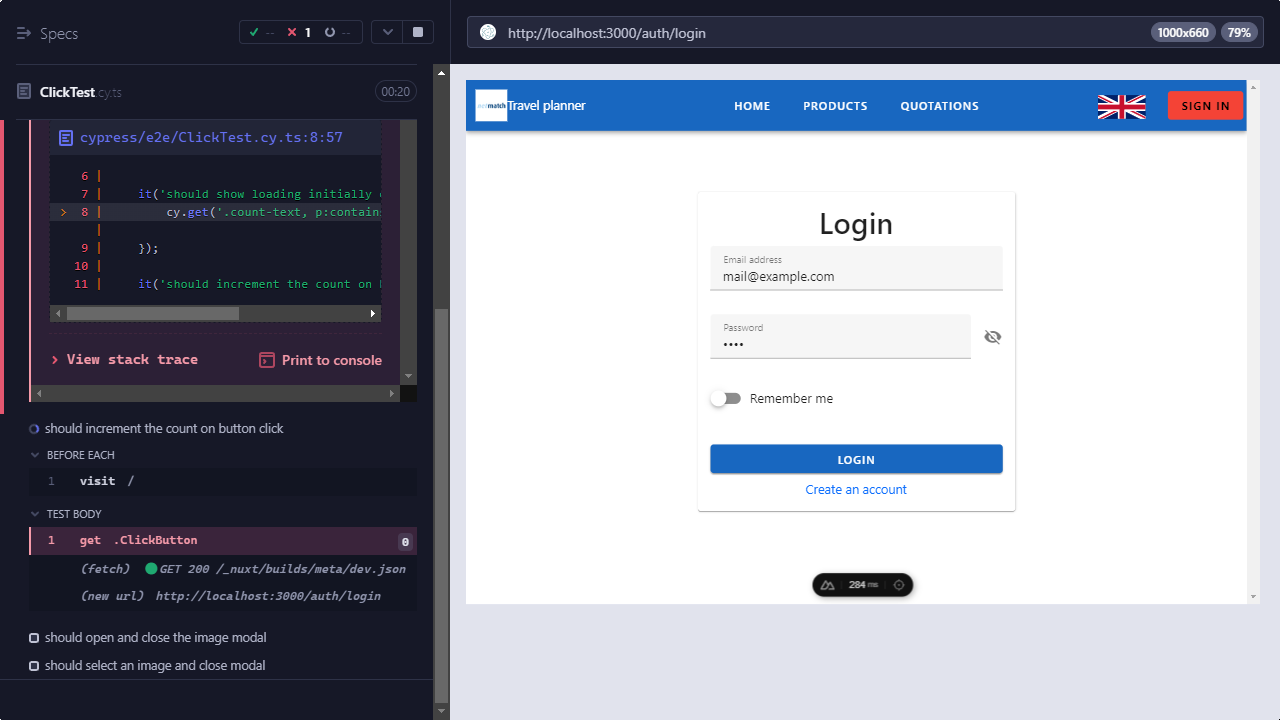 Specs
-- 1 --
ClickTest.cy.ts
00:20
cypress/e2e/ClickTest.cy.ts:8:57
6 |
7 | it('should show loading initially
> 8 | cy.get('.count-text, p:contain
|
9 | });
10 |
11 | it('should increment the count on
View stack trace
Print to console
should increment the count on button click
BEFORE EACH
1 visit /
TEST BODY
1 get .ClickButton 0
(fetch) GET 200 /_nuxt/builds/meta/dev.json
(new url) http://localhost:3000/auth/login
should open and close the image modal
should select an image and close modal
http://localhost:3000/auth/login
1000x660
79%
match
Travel planner
HOME
PRODUCTS
QUOTATIONS
SIGN IN
Login
Email address
mail@example.com
Password
••••
Remember me
LOGIN
Create an account
284 ms